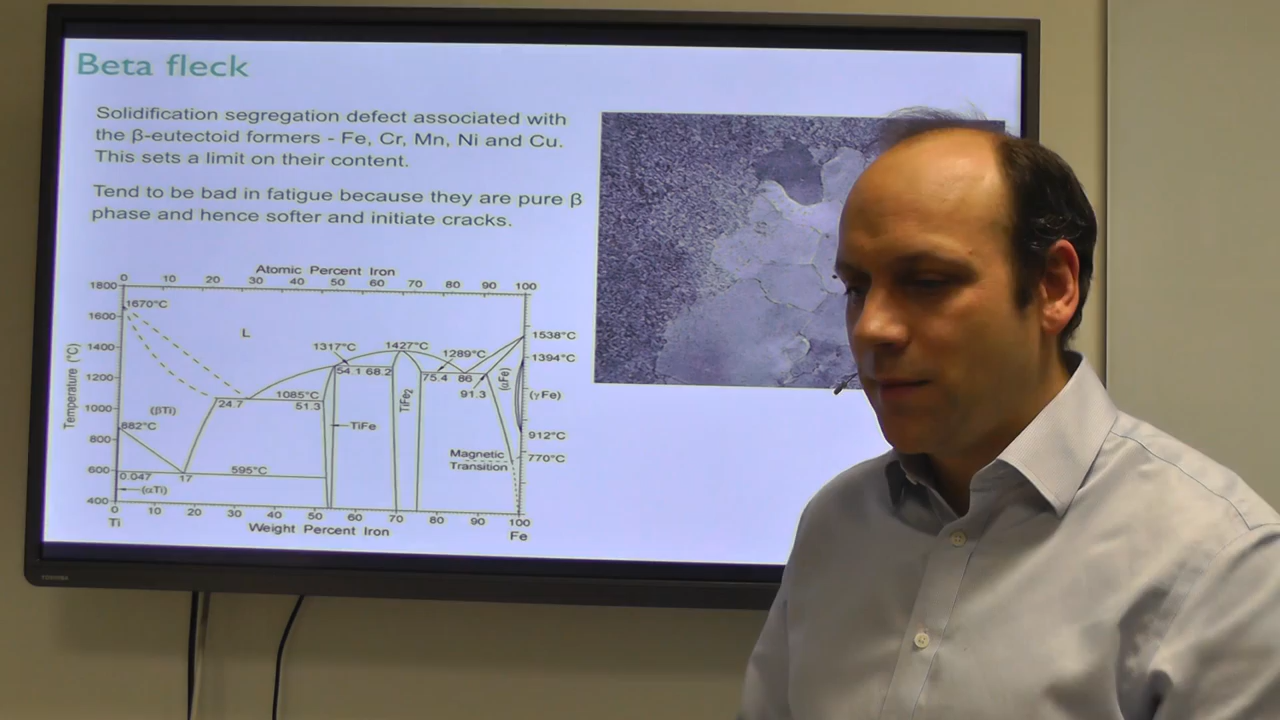 Beta fleck
Solidification segregation defect associated with
the β-eutectoid formers - Fe, Cr, Mn, Ni and Cu.
This sets a limit on their content.
Tend to be bad in fatigue because they are pure β
phase and hence softer and initiate cracks.
Atomic Percent Iron
0 10 20 30 40 50 60 70 80 90 100
1800
1670°C
1600
L
1538°C
1400
1317°C
1427°C
1289°C
1394°C
54.1 68.2
75.4
86
1200
1085°C
91.3
(αFe)
(γFe)
24.7
51.3
TiFe₂
1000
(βTi)
882°C
TiFe
912°C
800
Magnetic
Transition
770°C
595°C
600
0.047
17
(αTi)
400
Temperature (°C)
0 10 20 30 40 50 60 70 80 90 100
Ti
Weight Percent Iron
Fe
TOSHIBA